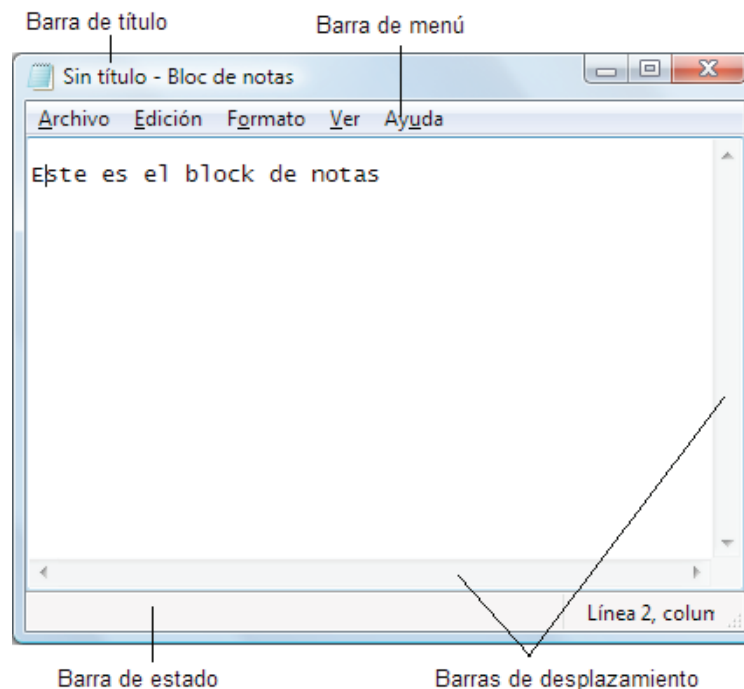 Barra de título
Barra de menú
Sin título - Bloc de notas
Archivo Edición Formato Ver Ayuda
Este es el block de notas
Línea 2, colum
Barra de estado
Barras de desplazamiento